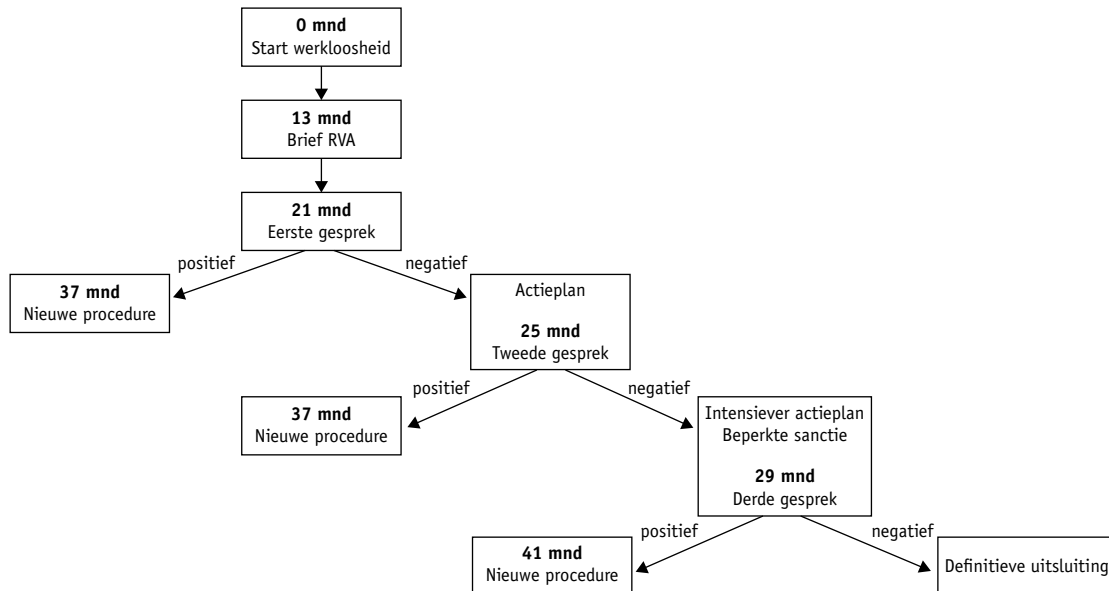 0 mnd
Start werkloosheid
13 mnd
Brief RVA
21 mnd
Eerste gesprek
positief
negatief
37 mnd
Nieuwe procedure
Actieplan
25 mnd
Tweede gesprek
positief
negatief
37 mnd
Nieuwe procedure
Intensiever actieplan
Beperkte sanctie
29 mnd
Derde gesprek
positief
negatief
41 mnd
Nieuwe procedure
Definitieve uitsluiting